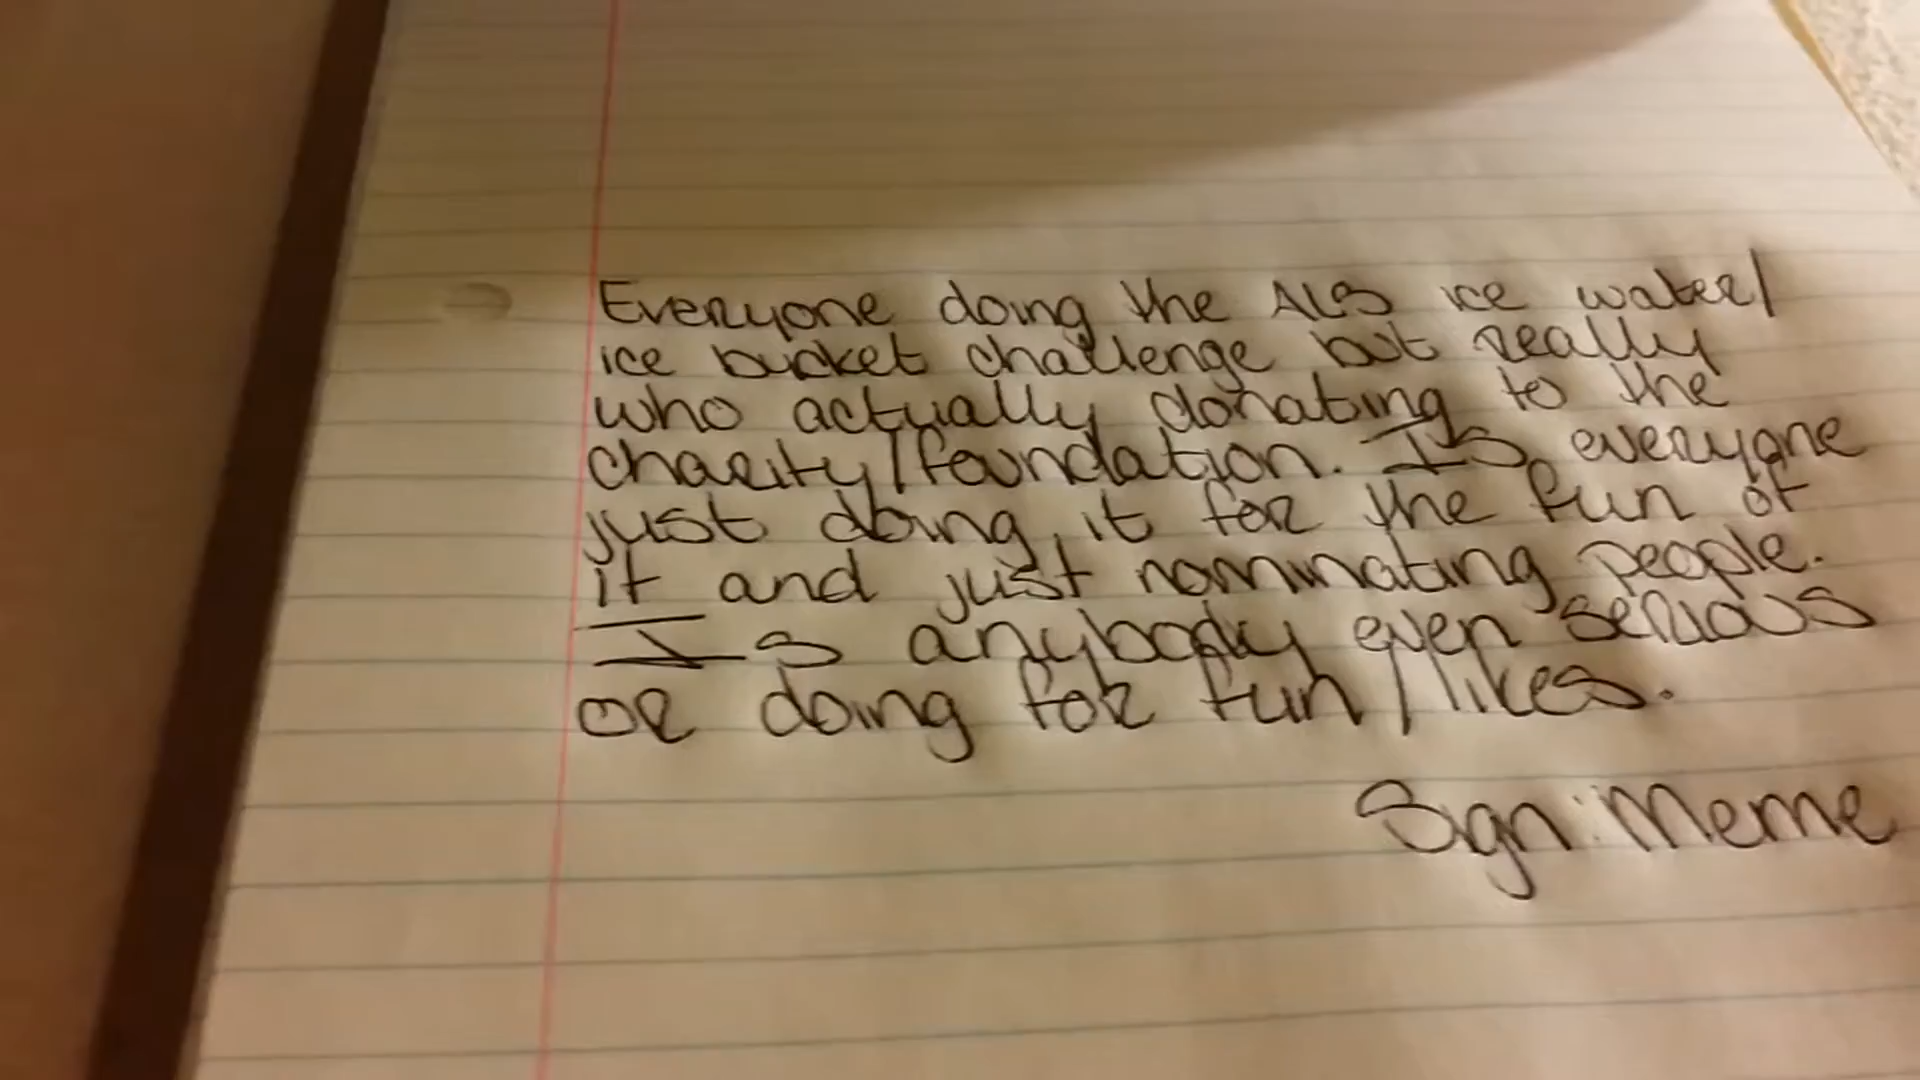 Everyone doing the ALS ice water/
ice bucket challenge but really
who actually donating to the
charity/foundation. Is everyone
just doing it for the fun of
it and just nominating people.
Is anybody even serious
or doing for fun/likes.
Sign: Meme